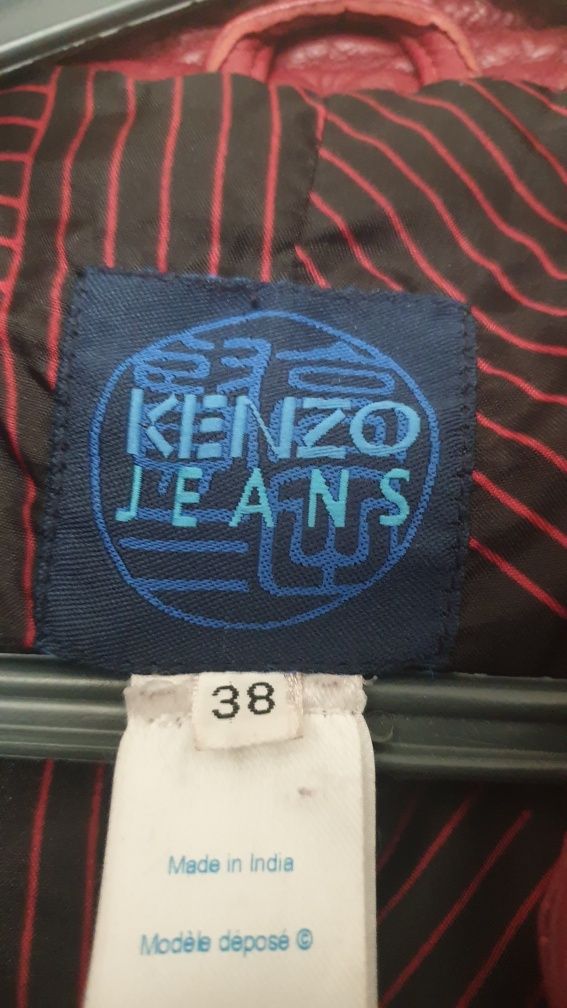 KENZO
JEANS
38
Made in India
Modèle déposé ©